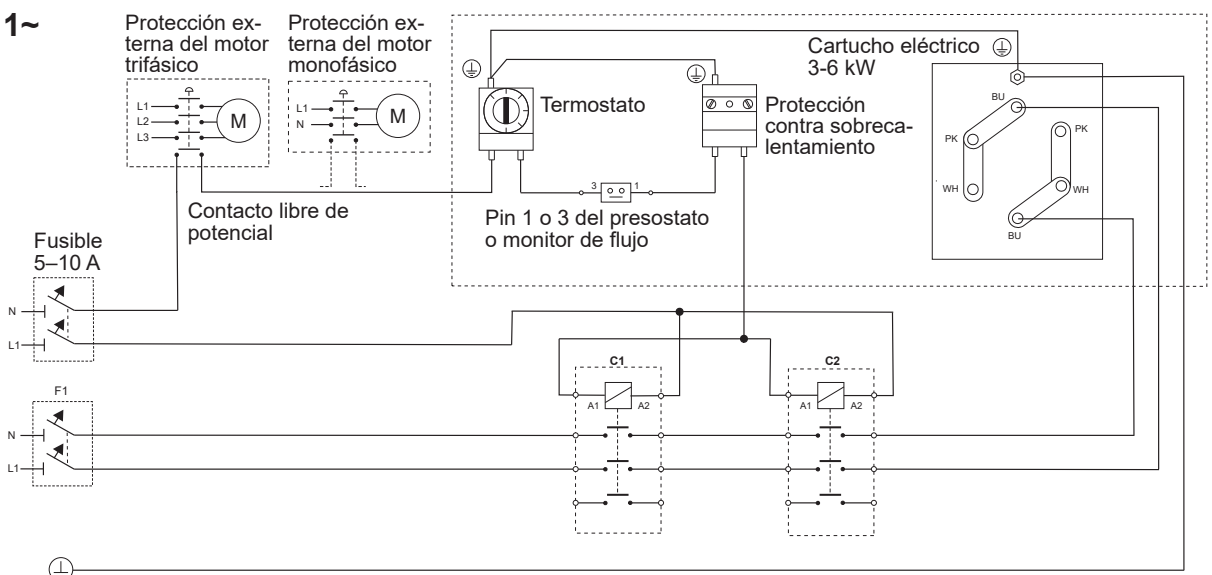 1~
Protección ex-
terna del motor
trifásico
Protección ex-
terna del motor
monofásico
L1
L2
L3
M
L1
N
M
Termostato
Protección
contra sobreca-
lentamiento
Cartucho eléctrico
3-6 kW
BU
PK
WH
PK
WH
BU
3
1
Pin 1 o 3 del presostato
o monitor de flujo
Contacto libre de
potencial
Fusible
5–10 A
N
L1
F1
N
L1
C1
A1
A2
C2
A1
A2